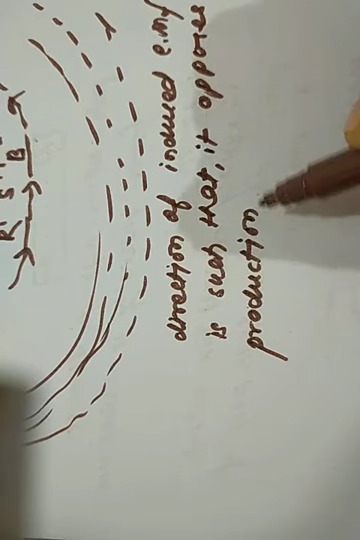 direction of induced e.m.f
is such that, it opposes
production
R S
B